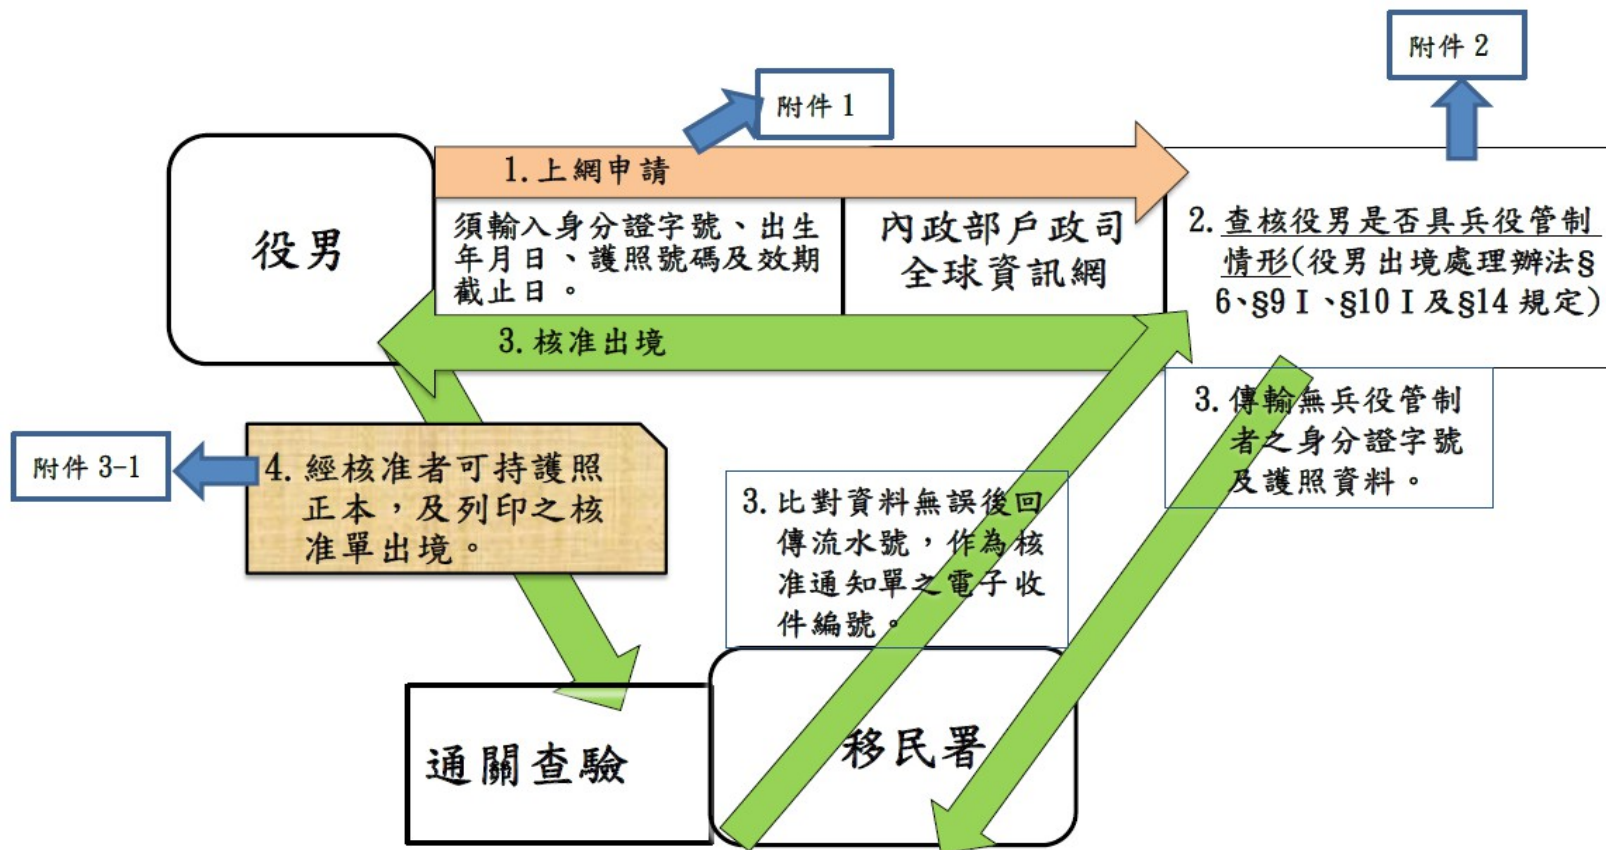 附件 2
附件 1
1.上網申請
役男
須輸入身分證字號、出生
年月日、護照號碼及效期
截止日。
內政部戶政司
全球資訊網
2.查核役男是否具兵役管制
情形(役男出境處理辦法§
6、§9Ⅰ、§10Ⅰ及§14 規定)
3.核准出境
3.傳輸無兵役管制
者之身分證字號
及護照資料。
附件 3-1
4.經核准者可持護照
正本，及列印之核
准單出境。
3.比對資料無誤後回
傳流水號，作為核
准通知單之電子收
件編號。
通關查驗
移民署